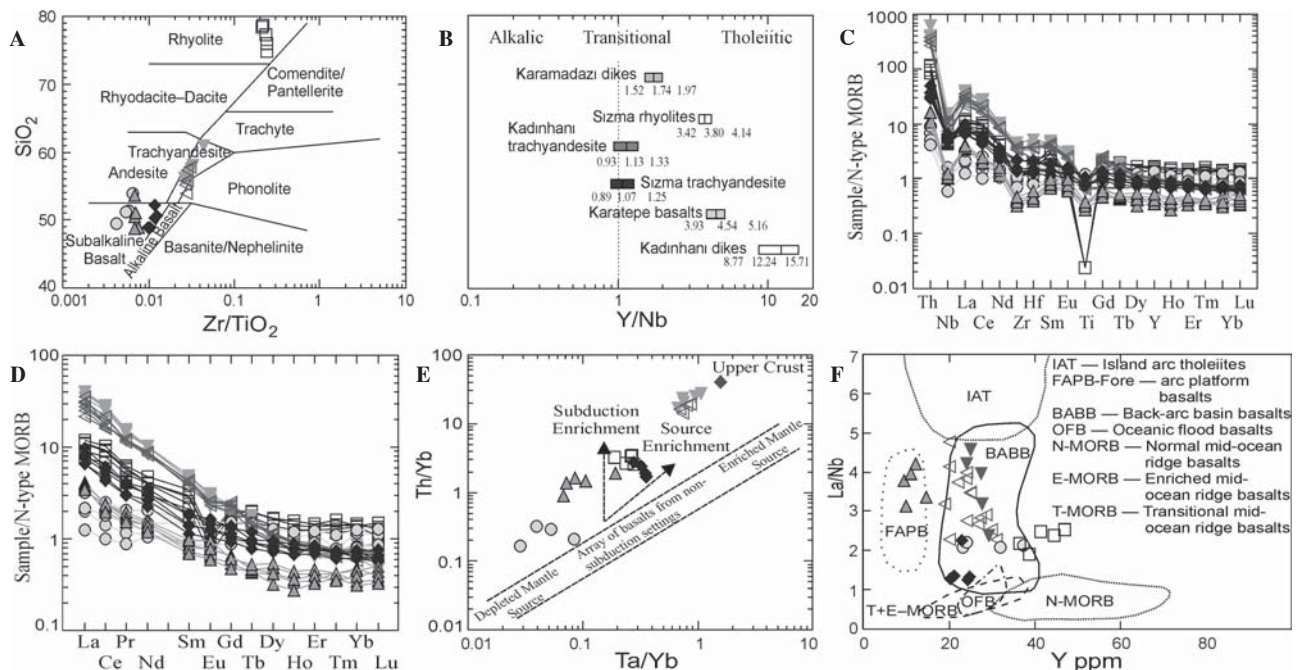 A
SiO2
80
70
60
50
40
Rhyolite
Comendite/
Pantellerite
Rhyodacite–Dacite
Trachyte
Trachyandesite
Andesite
Phonolite
Subalkaline
Basalt
Alkaline Basalt
Basanite/Nephelinite
0.001
0.01
0.1
1
10
Zr/TiO2
B
Alkalic
Transitional
Tholeiitic
Karamadazı dikes
1.52 1.74 1.97
Sızma rhyolites
3.42 3.80 4.14
Kadınhanı
trachyandesite
0.93 1.13 1.33
Sızma trachyandesite
0.89 1.07 1.25
Karatepe basalts
3.93 4.54 5.16
Kadınhanı dikes
8.77 12.24 15.71
0.1
1
10
20
Y/Nb
C
Sample/N-type MORB
1000
100
10
1
0.1
0.01
Th La Nd Hf Eu Gd Dy Ho Tm Lu
Nb Ce Zr Sm Ti Tb Y Er Yb
D
Sample/N-type MORB
100
10
1
0.1
La Pr Sm Gd Dy Er Yb
Ce Nd Eu Tb Ho Tm Lu
E
Th/Yb
100
10
1
0.1
0.01
Upper Crust
Subduction
Enrichment
Source
Enrichment
Enriched Mantle
Source
Array of basalts from non-
subduction settings
Depleted Mantle
Source
0.01
0.1
1
10
Ta/Yb
F
La/Nb
7
6
5
4
3
2
1
0
IAT
BABB
FAPB
T+E–MORB
OFB
N-MORB
IAT — Island arc tholeiites
FAPB-Fore — arc platform
basalts
BABB — Back-arc basin basalts
OFB — Oceanic flood basalts
N-MORB — Normal mid-ocean
ridge basalts
E-MORB — Enriched mid-
ocean ridge basalts
T-MORB — Transitional mid-
ocean ridge basalts
0
20
40
60
80
Y ppm